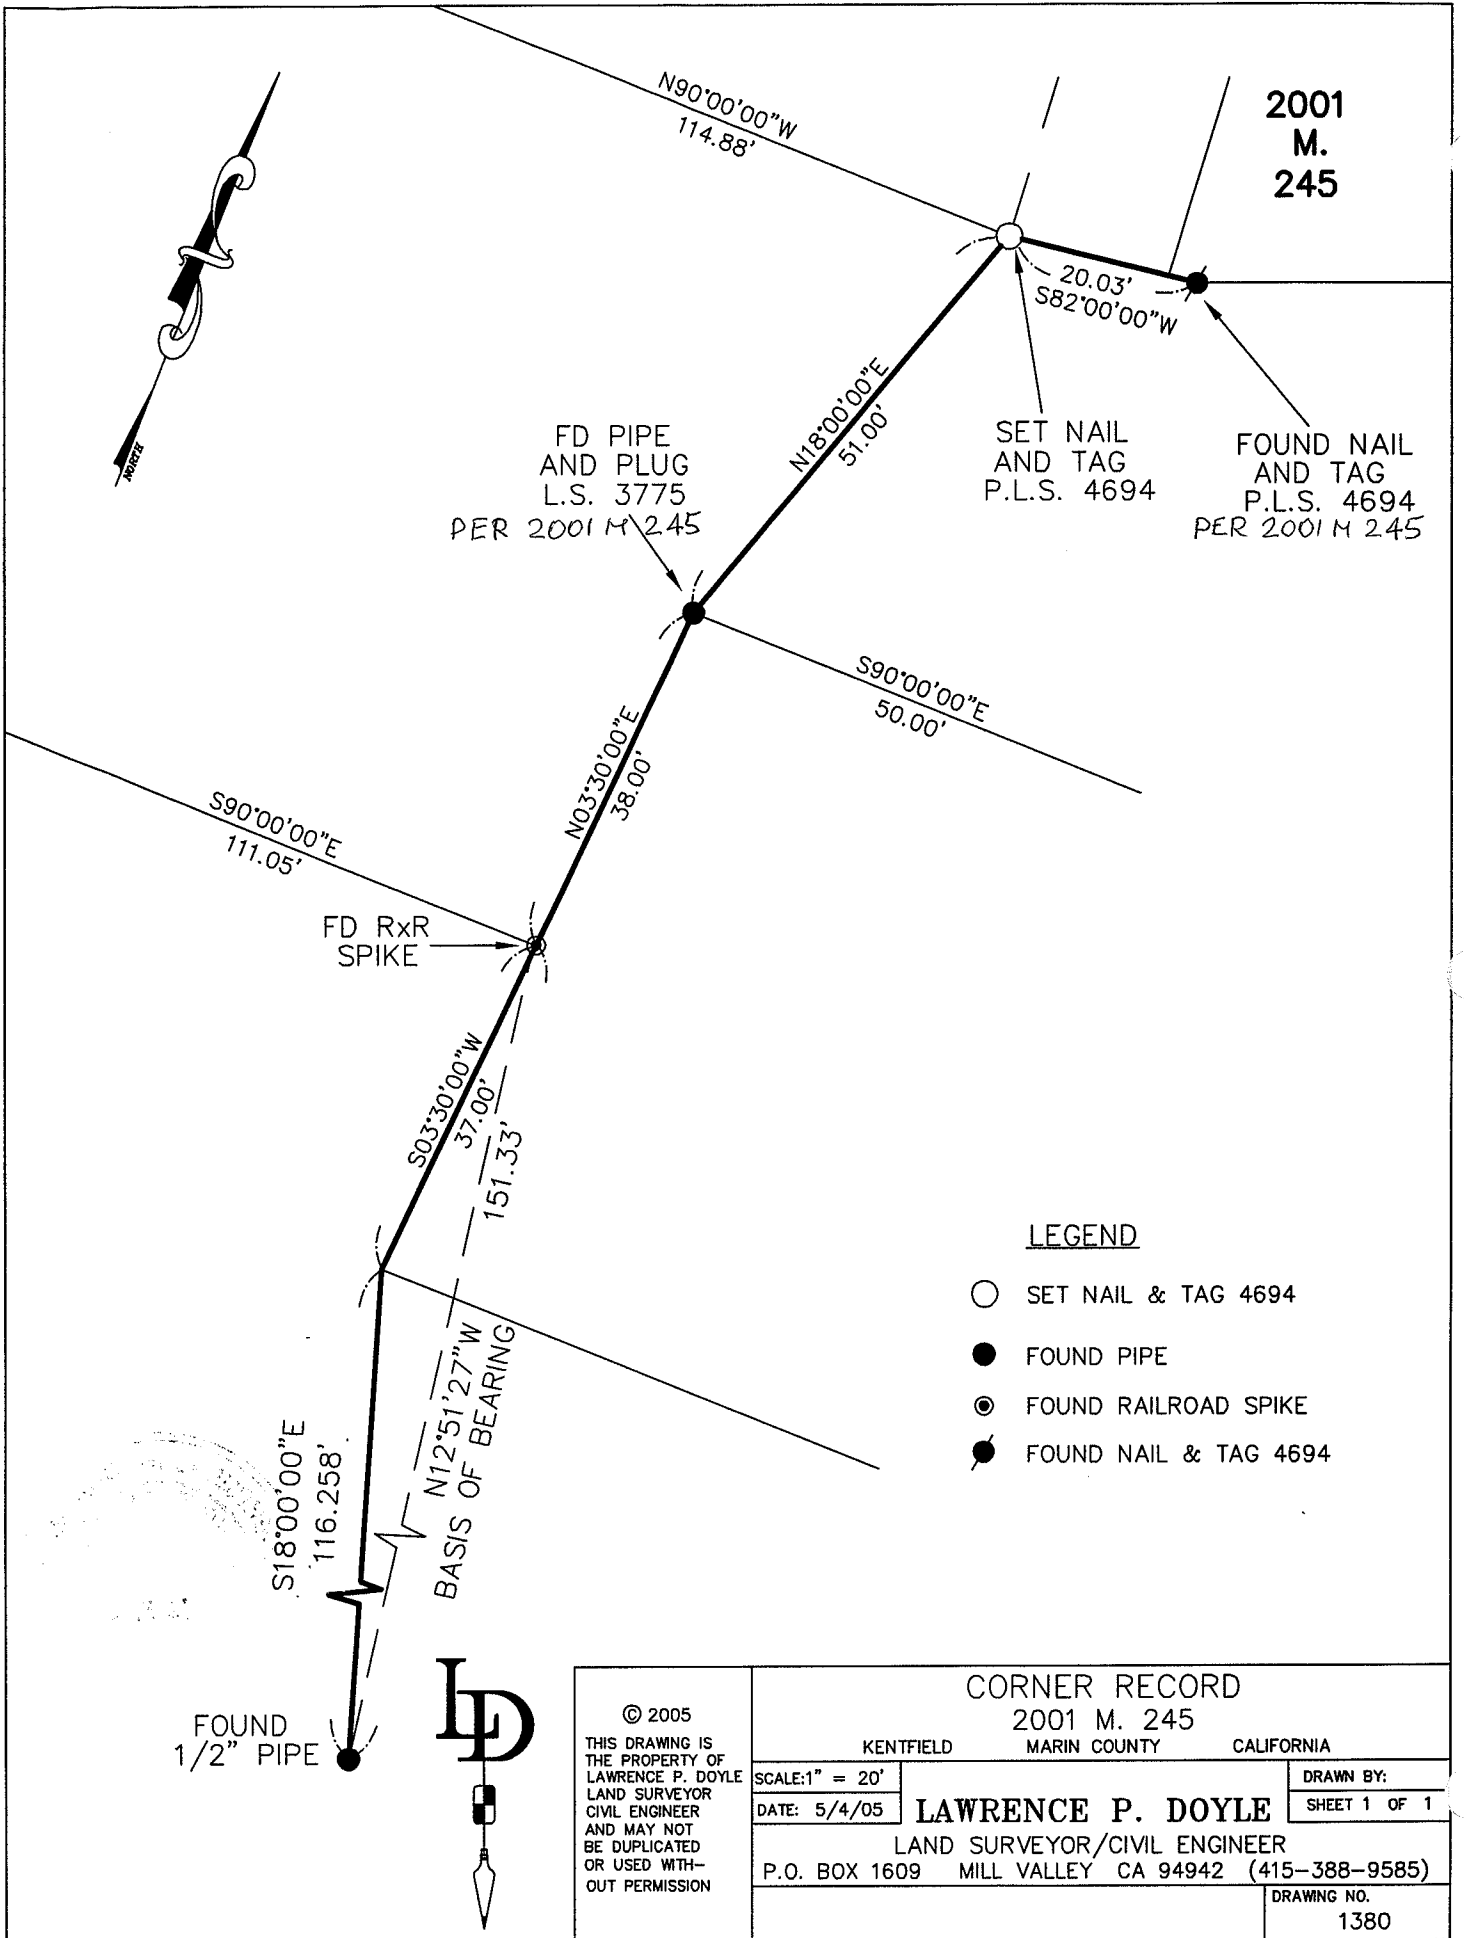 N90°00'00"W
114.88'
2001
M.
245
NORTH
20.03'
S82°00'00"W
N18°00'00"E
51.00'
FD PIPE
AND PLUG
L.S. 3775
PER 2001 M 245
SET NAIL
AND TAG
P.L.S. 4694
FOUND NAIL
AND TAG
P.L.S. 4694
PER 2001 M 245
S90°00'00"E
50.00'
N03°30'00"E
38.00'
S90°00'00"E
111.05'
FD RxR
SPIKE
S03°30'00"W
37.00'
151.33'
N12°51'27"W
BASIS OF BEARING
S18°00'00"E
116.258'
FOUND
1/2" PIPE
LEGEND
SET NAIL & TAG 4694
FOUND PIPE
FOUND RAILROAD SPIKE
FOUND NAIL & TAG 4694
LD
© 2005
THIS DRAWING IS
THE PROPERTY OF
LAWRENCE P. DOYLE
LAND SURVEYOR
CIVIL ENGINEER
AND MAY NOT
BE DUPLICATED
OR USED WITH-
OUT PERMISSION
CORNER RECORD
2001 M. 245
KENTFIELD MARIN COUNTY CALIFORNIA
SCALE:1" = 20'
DATE: 5/4/05
LAWRENCE P. DOYLE
DRAWN BY:
SHEET 1 OF 1
LAND SURVEYOR/CIVIL ENGINEER
P.O. BOX 1609 MILL VALLEY CA 94942 (415-388-9585)
DRAWING NO.
1380